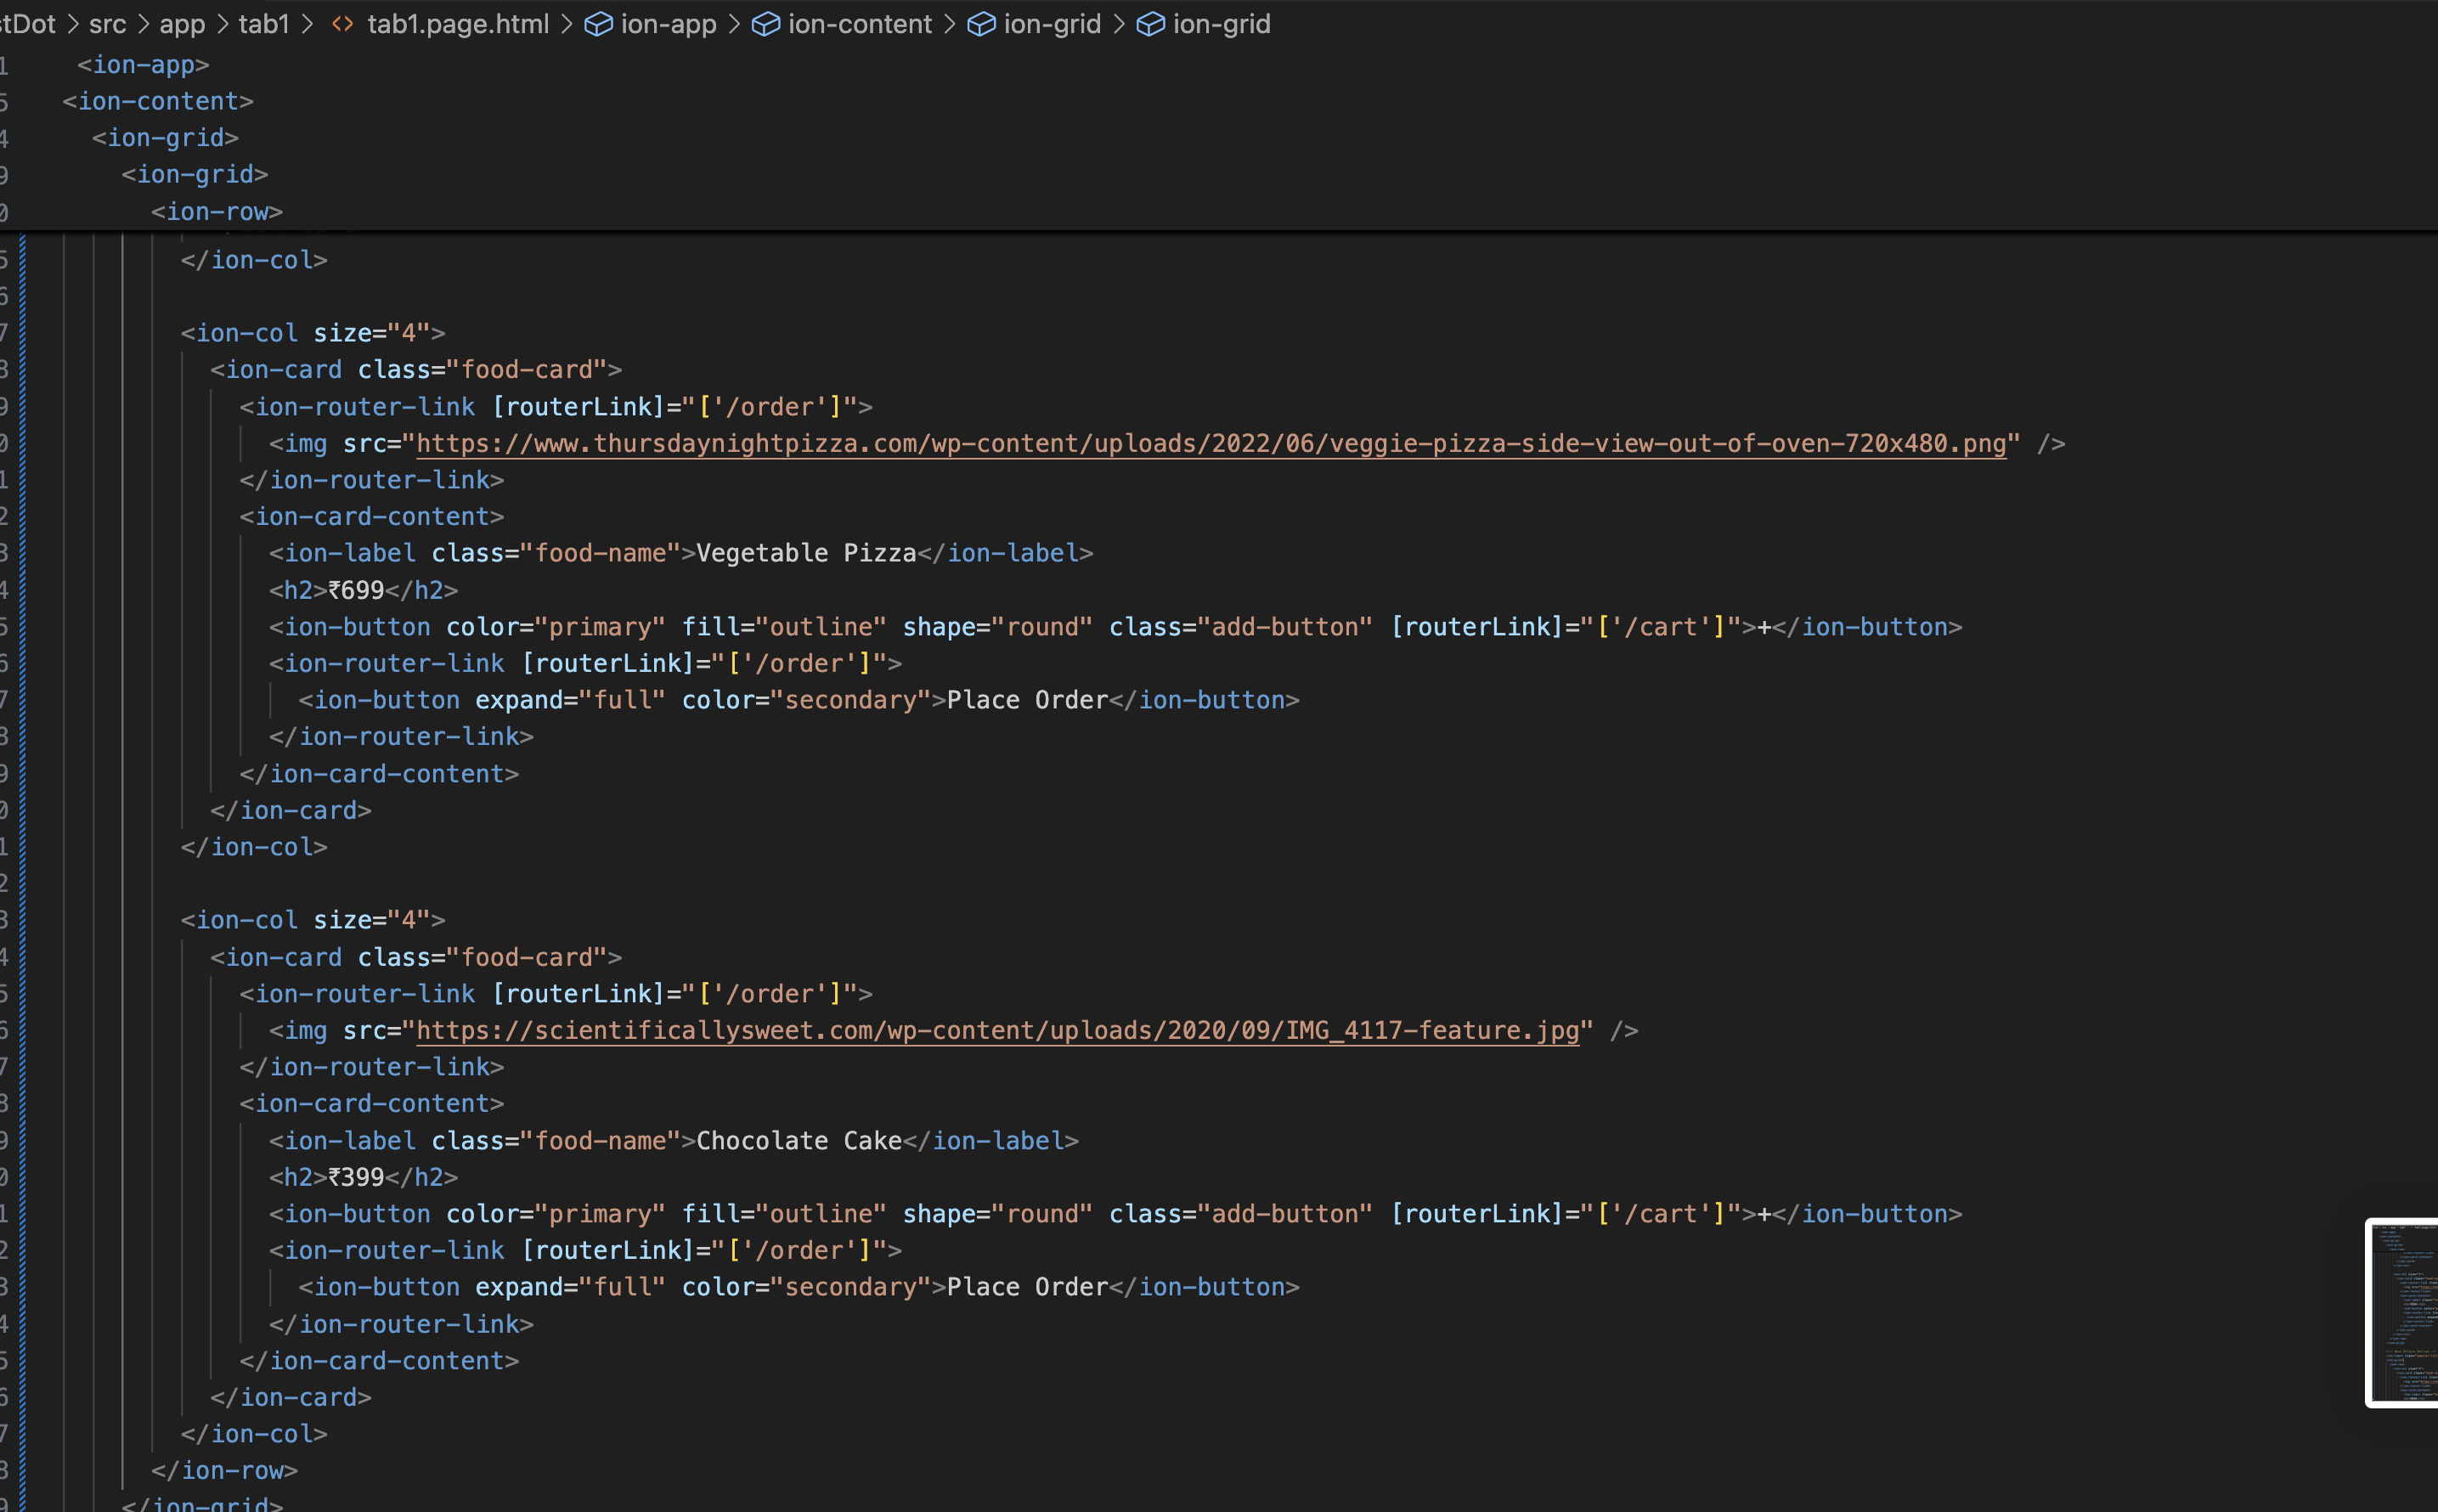 stDot > src > app > tab1 > <> tab1.page.html > ion-app > ion-content > ion-grid > ion-grid
1 <ion-app>
5 <ion-content>
4 <ion-grid>
9 <ion-grid>
0 <ion-row>
5 </ion-col>
6
7 <ion-col size="4">
8 <ion-card class="food-card">
9 <ion-router-link [routerLink]="['/order']">
0 <img src="https://www.thursdaynightpizza.com/wp-content/uploads/2022/06/veggie-pizza-side-view-out-of-oven-720x480.png" />
1 </ion-router-link>
2 <ion-card-content>
3 <ion-label class="food-name">Vegetable Pizza</ion-label>
4 <h2>₹699</h2>
5 <ion-button color="primary" fill="outline" shape="round" class="add-button" [routerLink]="['/cart']">+</ion-button>
6 <ion-router-link [routerLink]="['/order']">
7 <ion-button expand="full" color="secondary">Place Order</ion-button>
8 </ion-router-link>
9 </ion-card-content>
0 </ion-card>
1 </ion-col>
2
3 <ion-col size="4">
4 <ion-card class="food-card">
5 <ion-router-link [routerLink]="['/order']">
6 <img src="https://scientificallysweet.com/wp-content/uploads/2020/09/IMG_4117-feature.jpg" />
7 </ion-router-link>
8 <ion-card-content>
9 <ion-label class="food-name">Chocolate Cake</ion-label>
0 <h2>₹399</h2>
1 <ion-button color="primary" fill="outline" shape="round" class="add-button" [routerLink]="['/cart']">+</ion-button>
2 <ion-router-link [routerLink]="['/order']">
3 <ion-button expand="full" color="secondary">Place Order</ion-button>
4 </ion-router-link>
5 </ion-card-content>
6 </ion-card>
7 </ion-col>
8 </ion-row>
9 </ion-grid>